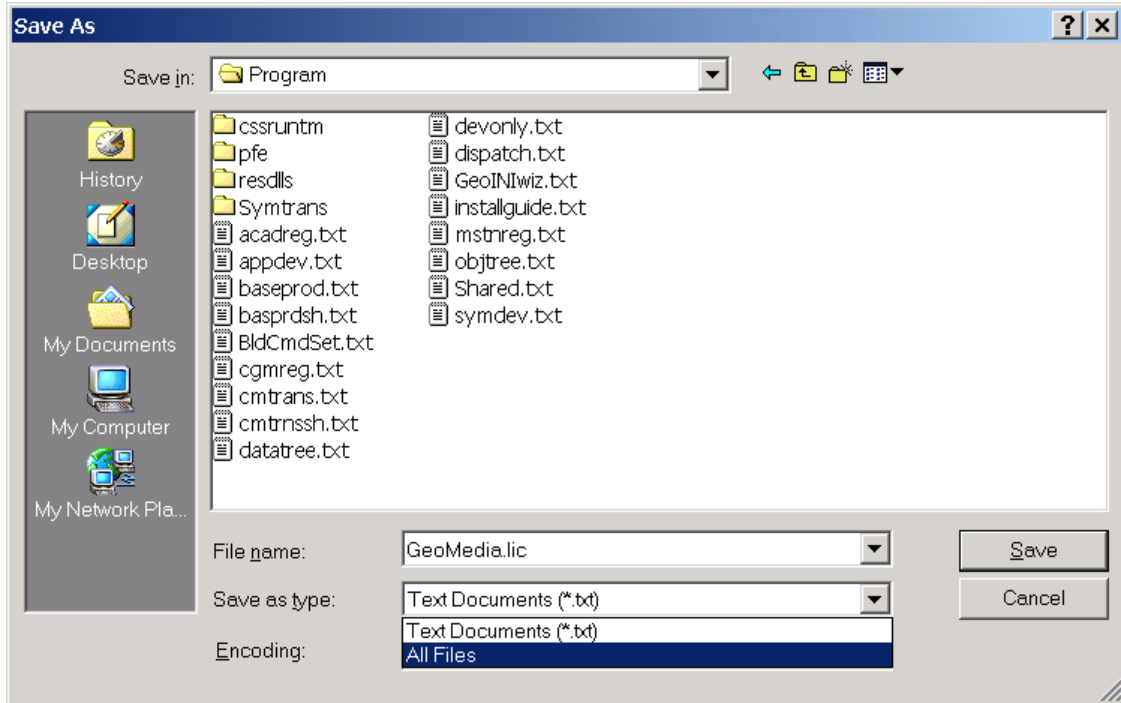 Save As
Save in: Program
History
Desktop
My Documents
My Computer
My Network Pla...
cssruntm
pfe
resdlls
Symtrans
acadreg.txt
appdev.txt
baseprod.txt
basprdsh.txt
BldCmdSet.txt
cgmreg.txt
cmtrans.txt
cmtrnssh.txt
datatree.txt
devonly.txt
dispatch.txt
GeoINIwiz.txt
installguide.txt
mstnreg.txt
objtree.txt
Shared.txt
symdev.txt
File name: GeoMedia.lic Save
Save as type: Text Documents (*.txt) Cancel
Text Documents (*.txt)
Encoding: All Files